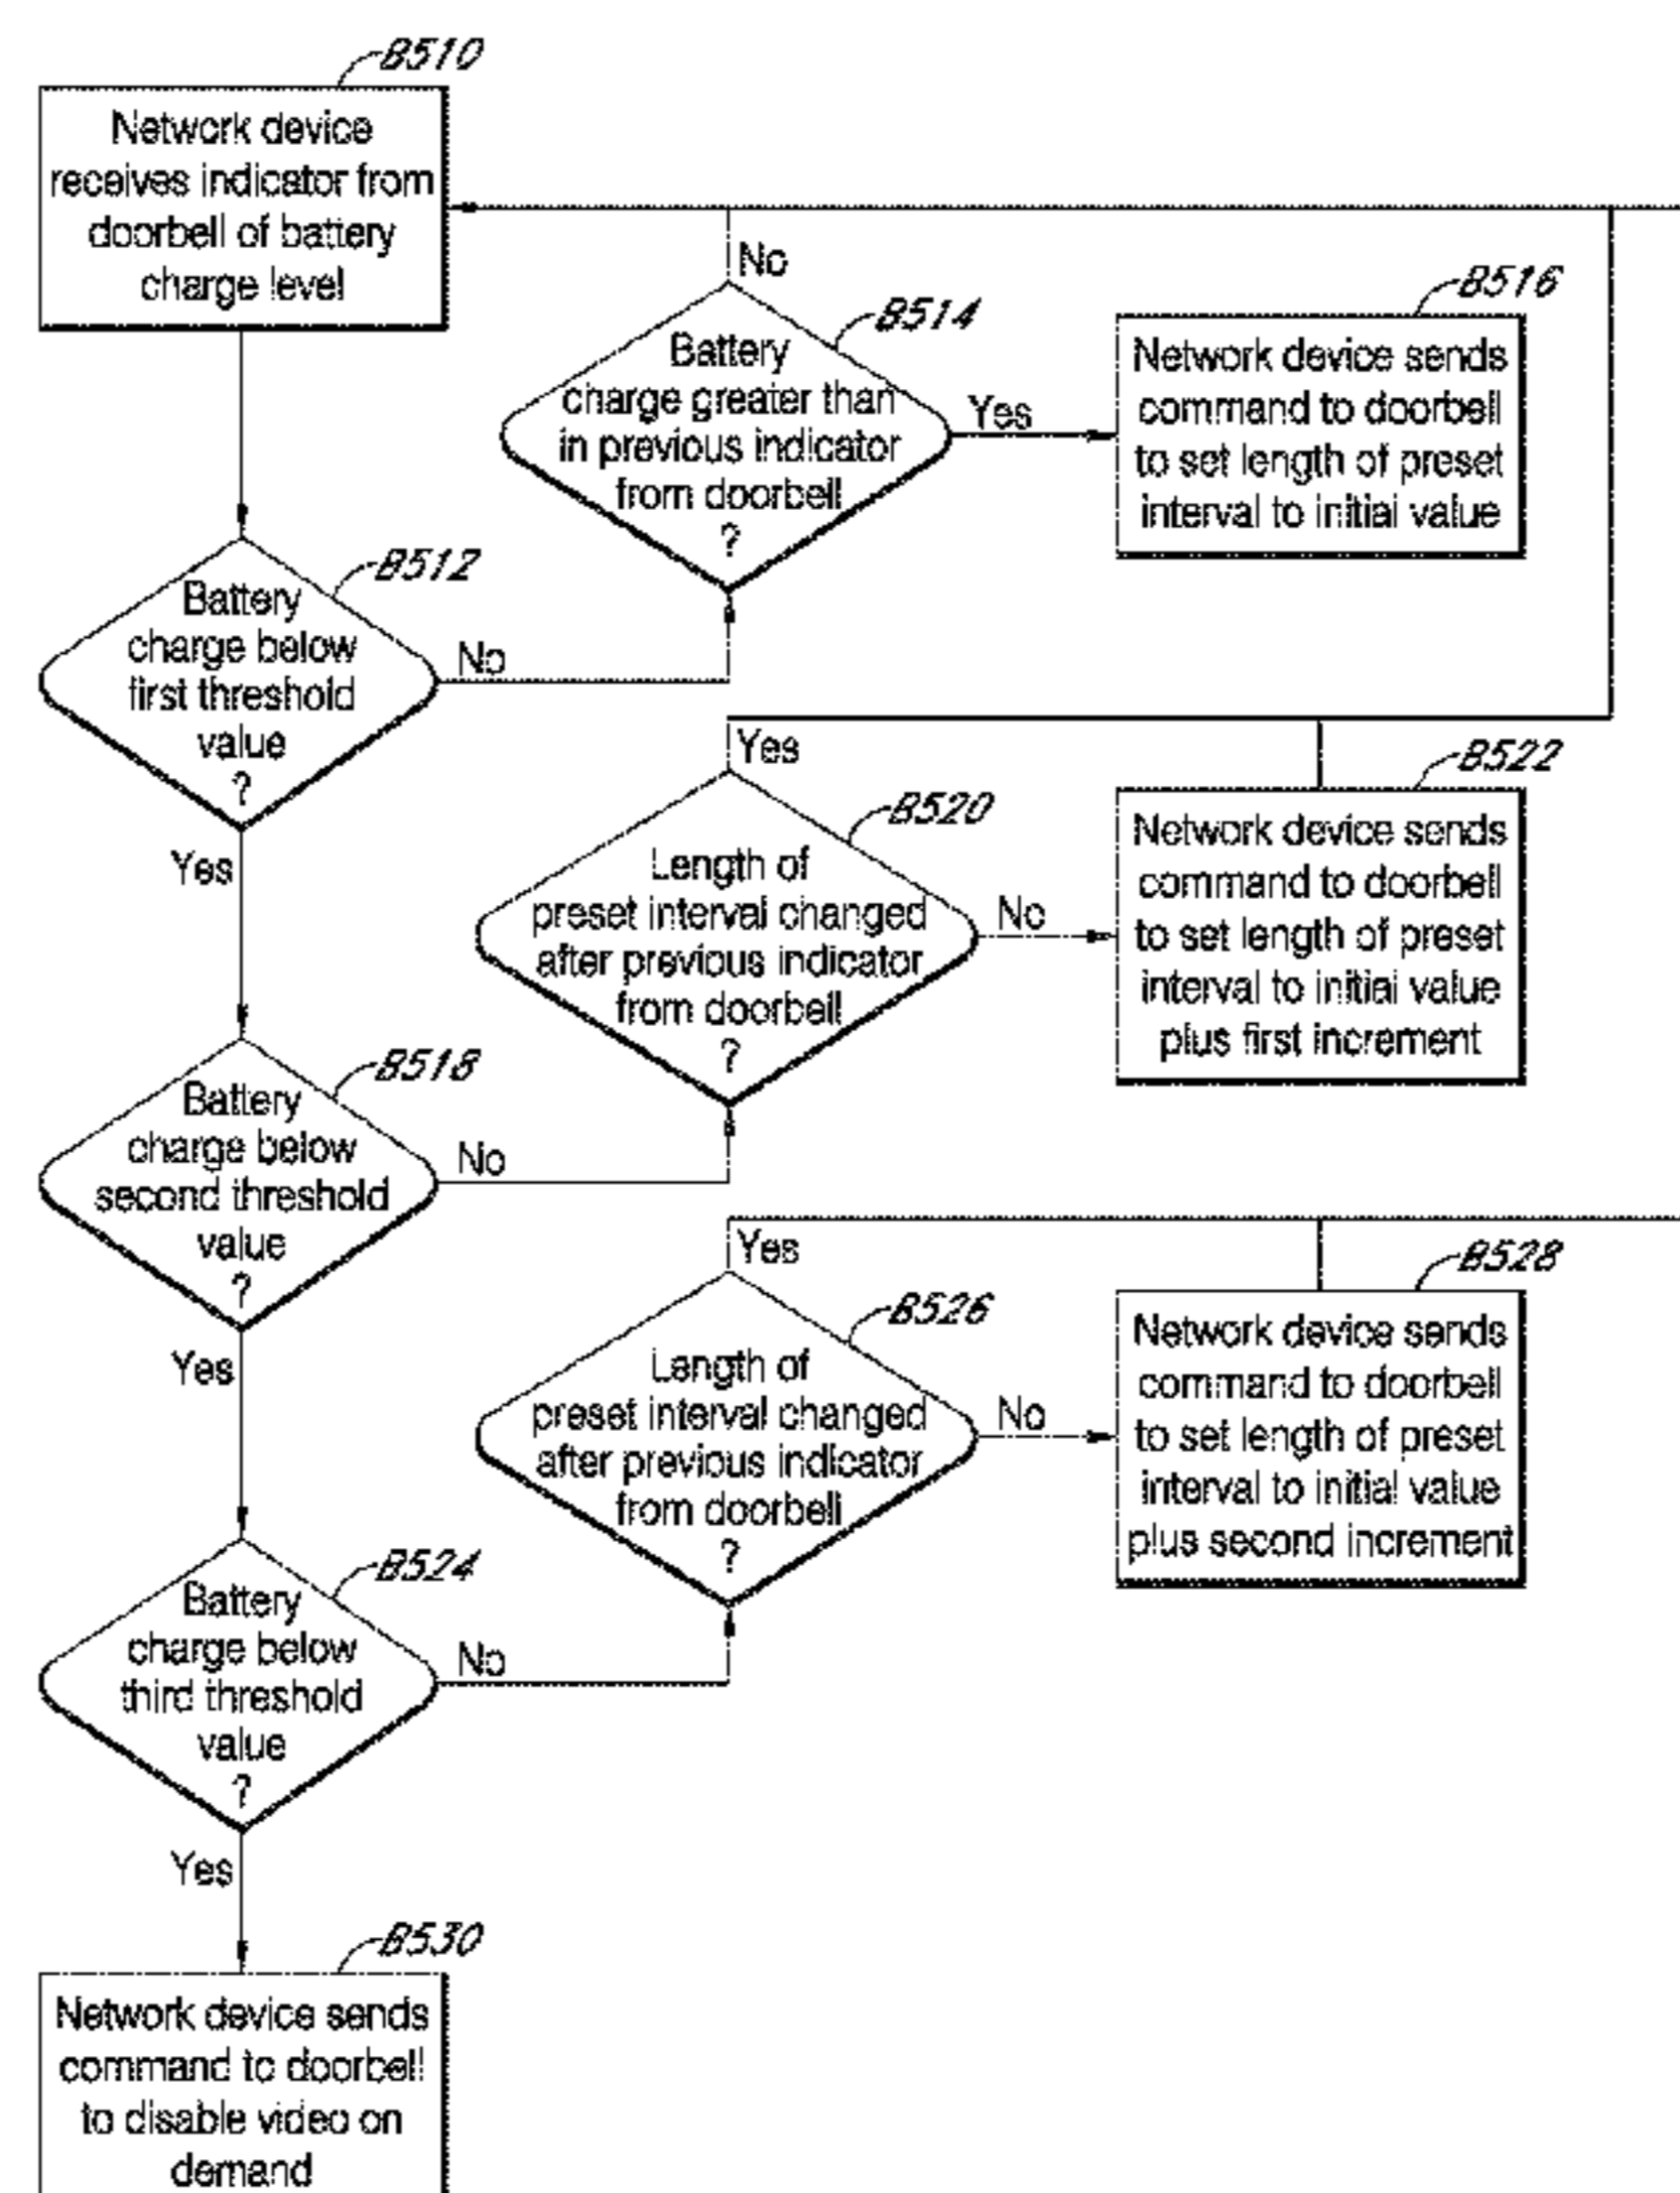 B510
Network device
receives indicator from
doorbell of battery
charge level
No
B514
Battery
charge greater than
in previous indicator
from doorbell
?
Yes
B516
Network device sends
command to doorbell
to set length of preset
interval to initial value
B512
Battery
charge below
first threshold
value
?
No
Yes
Yes
B520
Length of
preset interval changed
after previous indicator
from doorbell
?
No
B522
Network device sends
command to doorbell
to set length of preset
interval to initial value
plus first increment
B518
Battery
charge below
second threshold
value
?
No
Yes
Yes
B526
Length of
preset interval changed
after previous indicator
from doorbell
?
No
B528
Network device sends
command to doorbell
to set length of preset
interval to initial value
plus second increment
B524
Battery
charge below
third threshold
value
?
No
Yes
B530
Network device sends
command to doorbell
to disable video on
demand